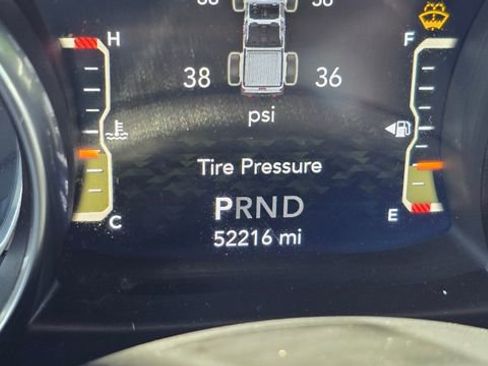 H
F
38 36
psi
Tire Pressure
PRND
C
E
52216 mi